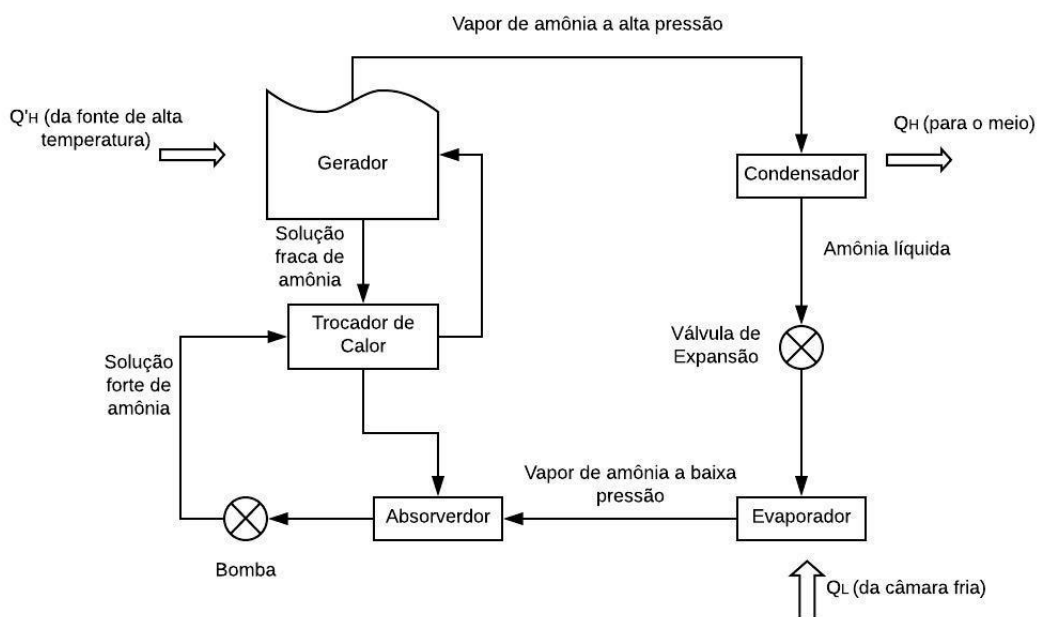 Vapor de amônia a alta pressão
Q'H (da fonte de alta
temperatura)
QH (para o meio)
Gerador
Condensador
Solução
fraca de
amônia
Amônia líquida
Trocador de
Calor
Válvula de
Expansão
Solução
forte de
amônia
Vapor de amônia a baixa
pressão
Absorverdor
Evaporador
Bomba
QL (da câmara fria)